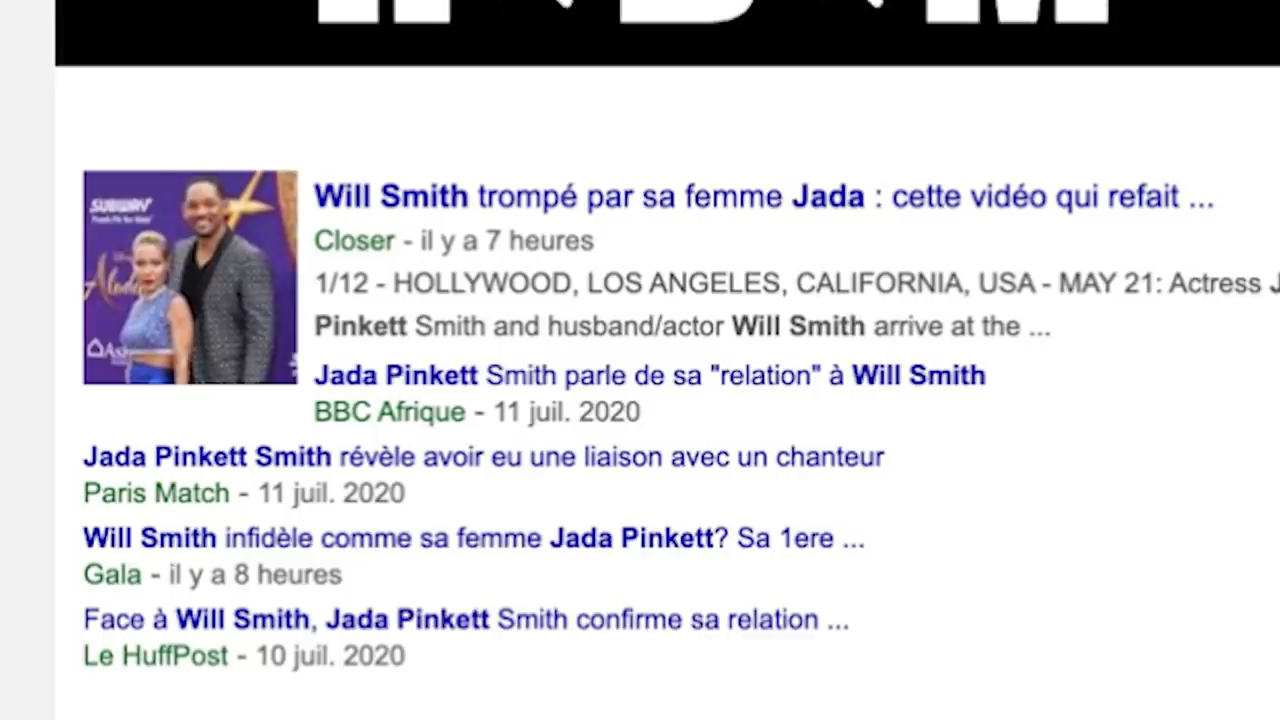 Will Smith trompé par sa femme Jada : cette vidéo qui refait ...
Closer - il y a 7 heures
1/12 - HOLLYWOOD, LOS ANGELES, CALIFORNIA, USA - MAY 21: Actress J
Pinkett Smith and husband/actor Will Smith arrive at the ...
SUBWAY
Jada Pinkett Smith parle de sa "relation" à Will Smith
BBC Afrique - 11 juil. 2020
Jada Pinkett Smith révèle avoir eu une liaison avec un chanteur
Paris Match - 11 juil. 2020
Will Smith infidèle comme sa femme Jada Pinkett? Sa 1ere ...
Gala - il y a 8 heures
Face à Will Smith, Jada Pinkett Smith confirme sa relation ...
Le HuffPost - 10 juil. 2020